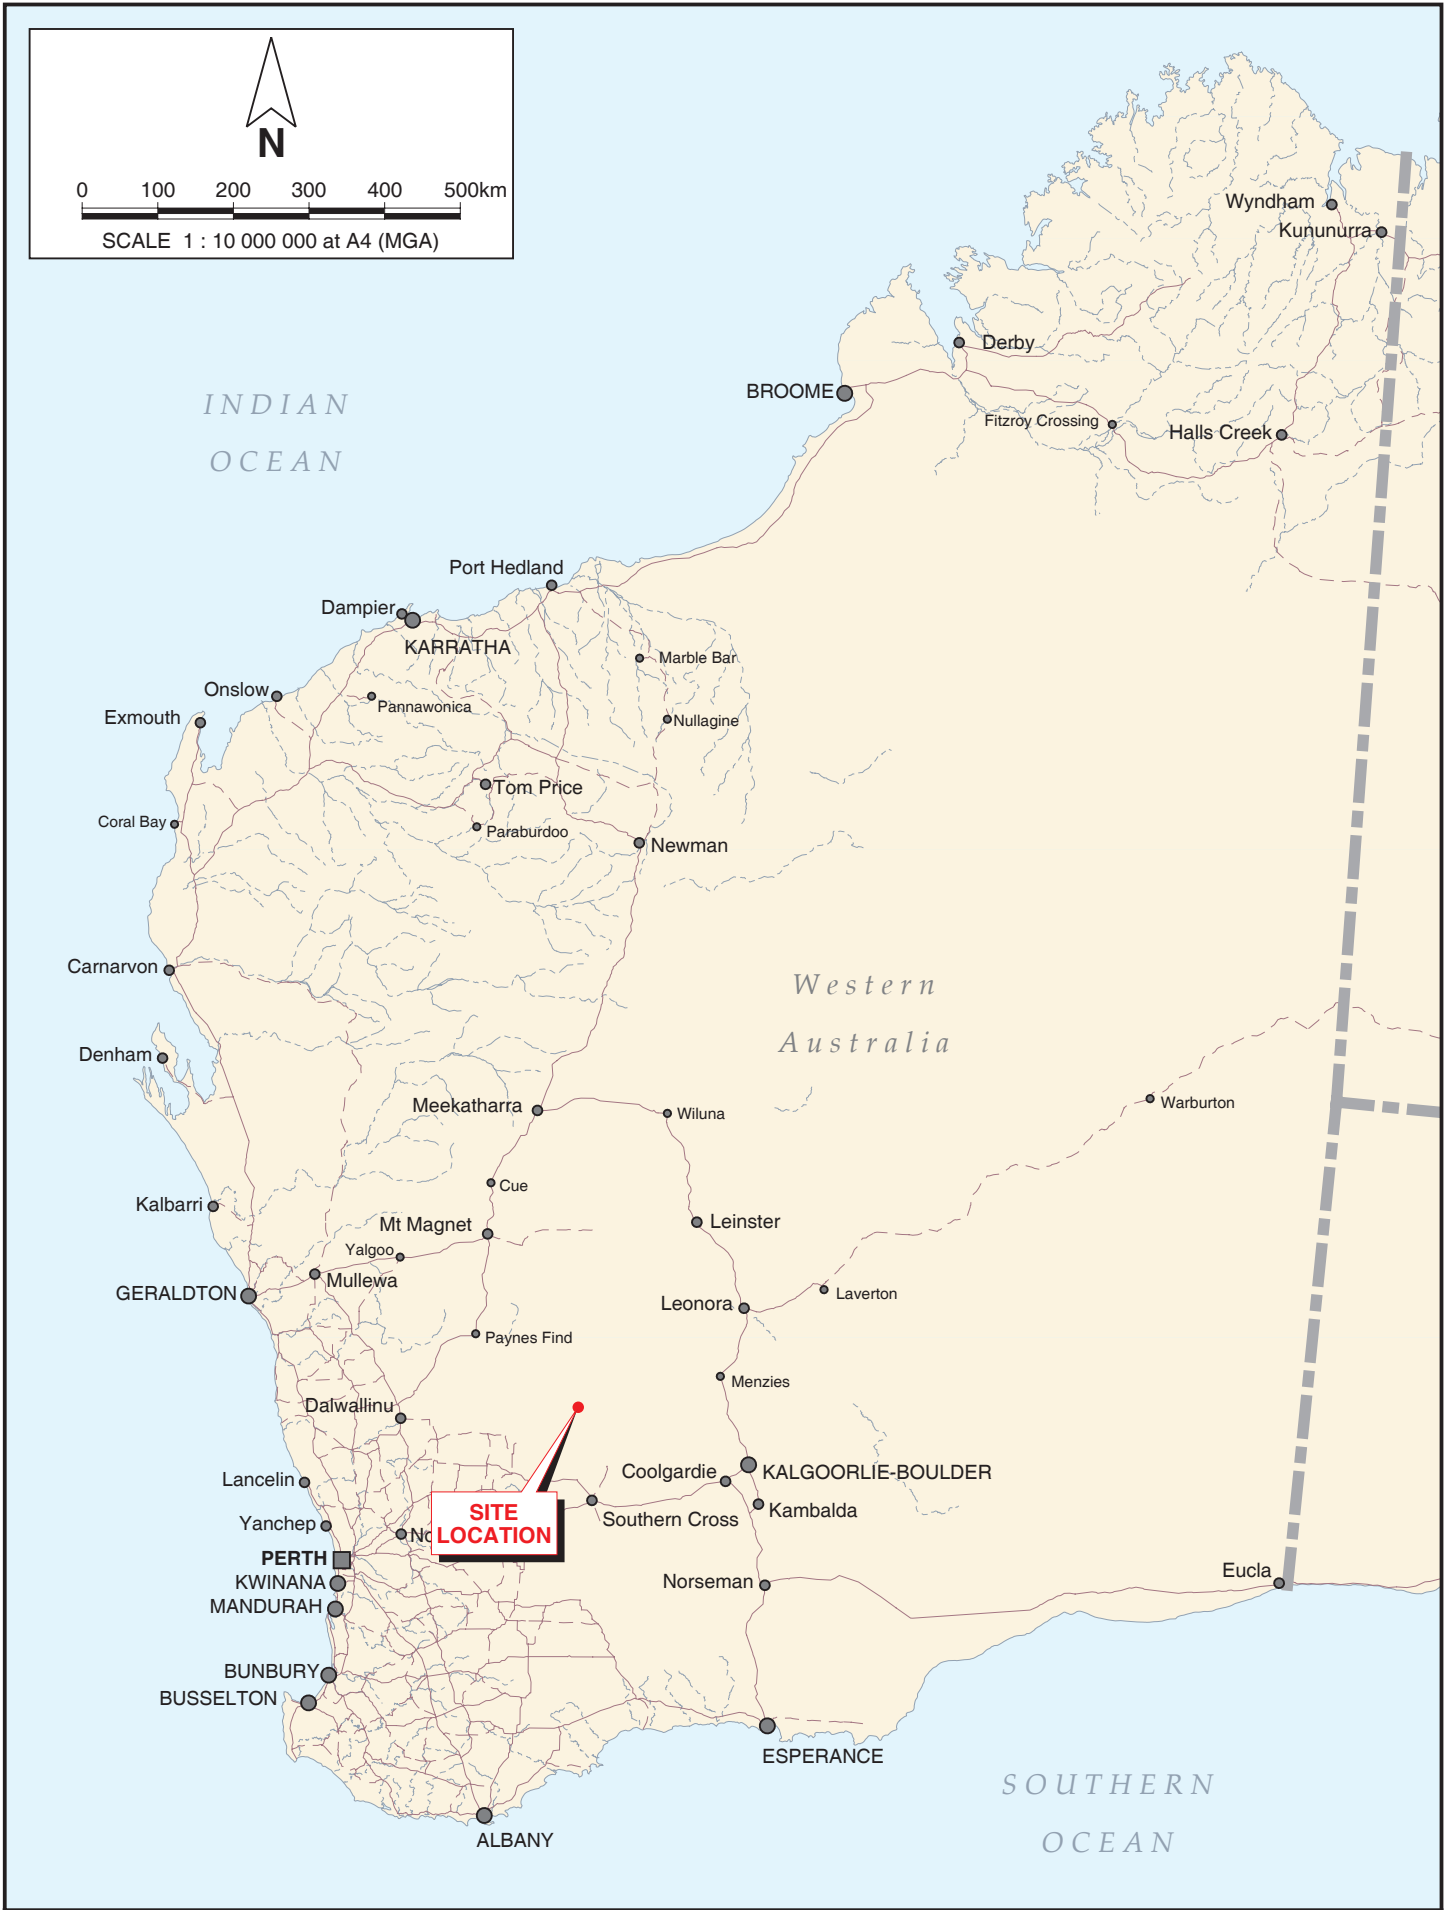 N
0 100 200 300 400 500km
SCALE 1 : 10 000 000 at A4 (MGA)
Wyndham
Kununurra
Derby
BROOME
INDIAN
OCEAN
Fitzroy Crossing
Halls Creek
Port Hedland
Dampier
KARRATHA
Marble Bar
Onslow
Pannawonica
Exmouth
Nullagine
Tom Price
Coral Bay
Paraburdoo
Newman
Carnarvon
Western
Australia
Denham
Meekatharra
Wiluna
Warburton
Cue
Kalbarri
Mt Magnet
Leinster
Yalgoo
Mullewa
GERALDTON
Laverton
Leonora
Paynes Find
Menzies
Dalwallinu
Lancelin
Coolgardie
KALGOORLIE-BOULDER
Kambalda
Southern Cross
SITE
LOCATION
Yanchep
PERTH
KWINANA
MANDURAH
Norseman
Eucla
BUNBURY
BUSSELTON
ESPERANCE
SOUTHERN
OCEAN
ALBANY